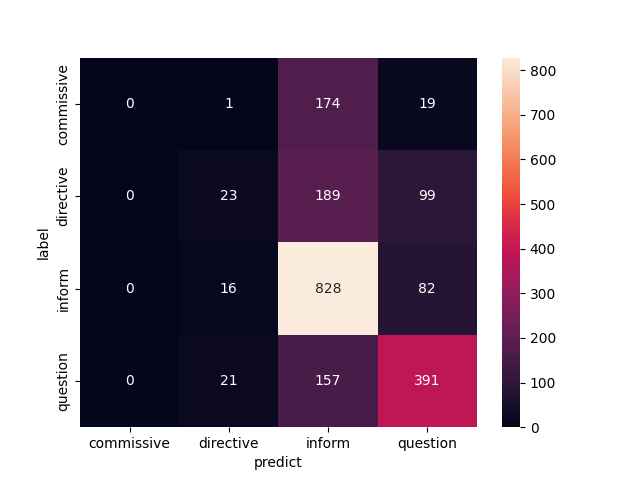 commissive 0 1 174 19
directive 0 23 189 99
inform 0 16 828 82
question 0 21 157 391
commissive directive inform question
predict
label
800
700
600
500
400
300
200
100
0